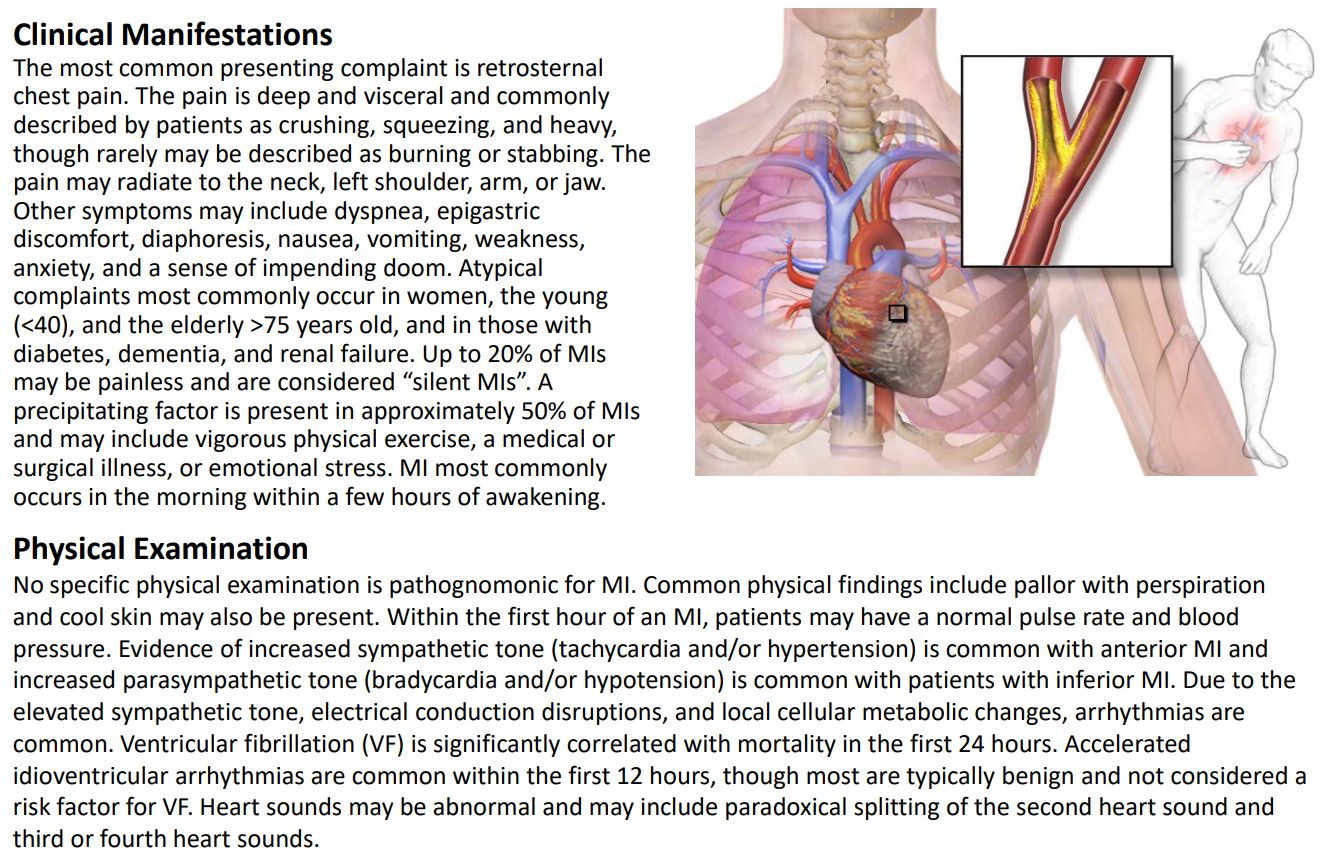 Clinical Manifestations
The most common presenting complaint is retrosternal
chest pain. The pain is deep and visceral and commonly
described by patients as crushing, squeezing, and heavy,
though rarely may be described as burning or stabbing. The
pain may radiate to the neck, left shoulder, arm, or jaw.
Other symptoms may include dyspnea, epigastric
discomfort, diaphoresis, nausea, vomiting, weakness,
anxiety, and a sense of impending doom. Atypical
complaints most commonly occur in women, the young
(<40), and the elderly >75 years old, and in those with
diabetes, dementia, and renal failure. Up to 20% of MIs
may be painless and are considered “silent MIs”. A
precipitating factor is present in approximately 50% of MIs
and may include vigorous physical exercise, a medical or
surgical illness, or emotional stress. MI most commonly
occurs in the morning within a few hours of awakening.
Physical Examination
No specific physical examination is pathognomonic for MI. Common physical findings include pallor with perspiration
and cool skin may also be present. Within the first hour of an MI, patients may have a normal pulse rate and blood
pressure. Evidence of increased sympathetic tone (tachycardia and/or hypertension) is common with anterior MI and
increased parasympathetic tone (bradycardia and/or hypotension) is common with patients with inferior MI. Due to the
elevated sympathetic tone, electrical conduction disruptions, and local cellular metabolic changes, arrhythmias are
common. Ventricular fibrillation (VF) is significantly correlated with mortality in the first 24 hours. Accelerated
idioventricular arrhythmias are common within the first 12 hours, though most are typically benign and not considered a
risk factor for VF. Heart sounds may be abnormal and may include paradoxical splitting of the second heart sound and
third or fourth heart sounds.